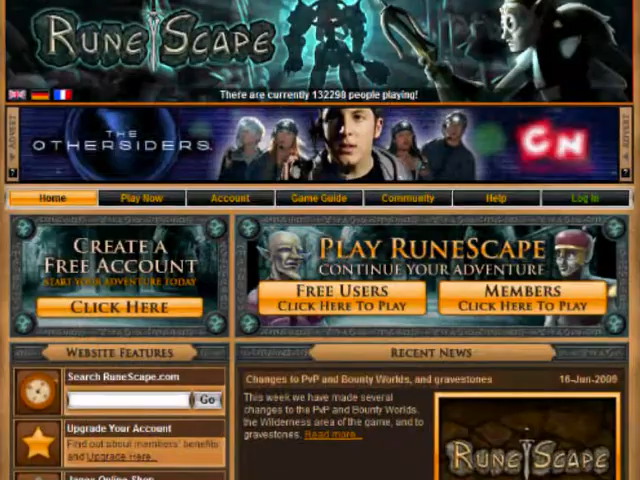 RUNESCAPE
There are currently 132298 people playing!
ADVERT
THE
OTHERSIDERS
CN
ADVERT
Home Play Now Account Game Guide Community Help Log In
CREATE A
FREE ACCOUNT
START YOUR ADVENTURE TODAY
CLICK HERE
PLAY RUNESCAPE
CONTINUE YOUR ADVENTURE
FREE USERS
CLICK HERE TO PLAY
MEMBERS
CLICK HERE TO PLAY
WEBSITE FEATURES
Search RuneScape.com
Go
Upgrade Your Account
Find out about members' benefits
and Upgrade Here.
Jagex Online Shop
RECENT NEWS
Changes to PvP and Bounty Worlds, and gravestones 16-Jun-2009
This week we have made several
changes to the PvP and Bounty Worlds,
the Wilderness area of the game, and to
gravestones. Read more...
RUNESCAPE